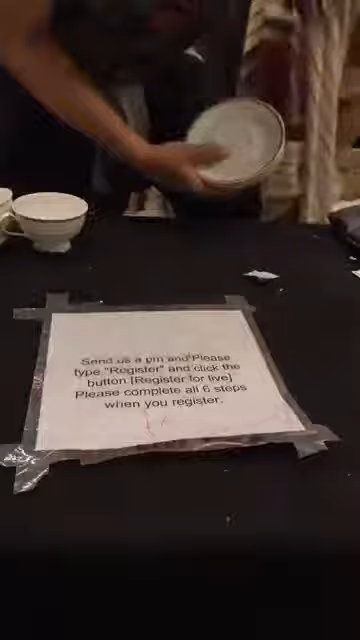 Send us a pm and Please
type "Register" and click the
button [Register for live]
Please complete all 6 steps
when you register.